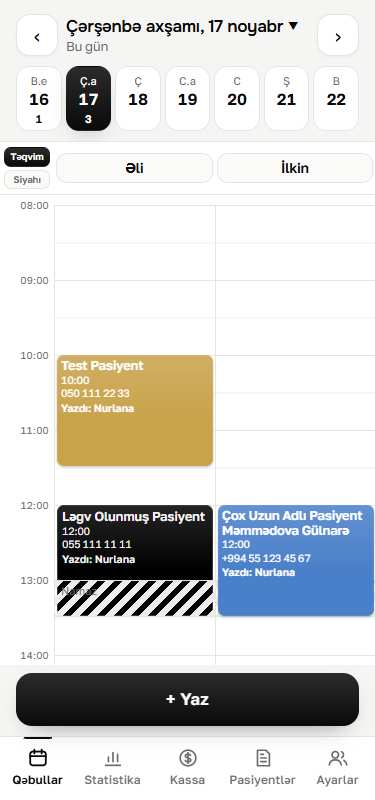 ‹
Çərşənbə axşamı, 17 noyabr ▼
Bu gün
›
B.e
16
1
Ç.a
17
3
Ç
18
C.a
19
C
20
Ş
21
B
22
Təqvim
Siyahı
Əli
İlkin
08:00
09:00
10:00
11:00
12:00
13:00
14:00
Test Pasiyent
10:00
050 111 22 33
Yazdı: Nurlana
Ləğv Olunmuş Pasiyent
12:00
055 111 11 11
Yazdı: Nurlana
Çox Uzun Adlı Pasiyent
Məmmədova Gülnarə
12:00
+994 55 123 45 67
Yazdı: Nurlana
+ Yaz
Qəbullar
Statistika
Kassa
Pasiyentlər
Ayarlar